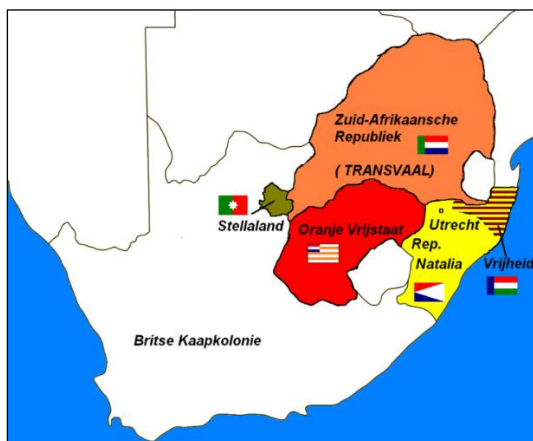 Zuid-Afrikaansche
Republiek
( TRANSVAAL)
Stellaland
Oranje Vrijstaat
Utrecht
Rep.
Natalia
Vrijheid
Britse Kaapkolonie